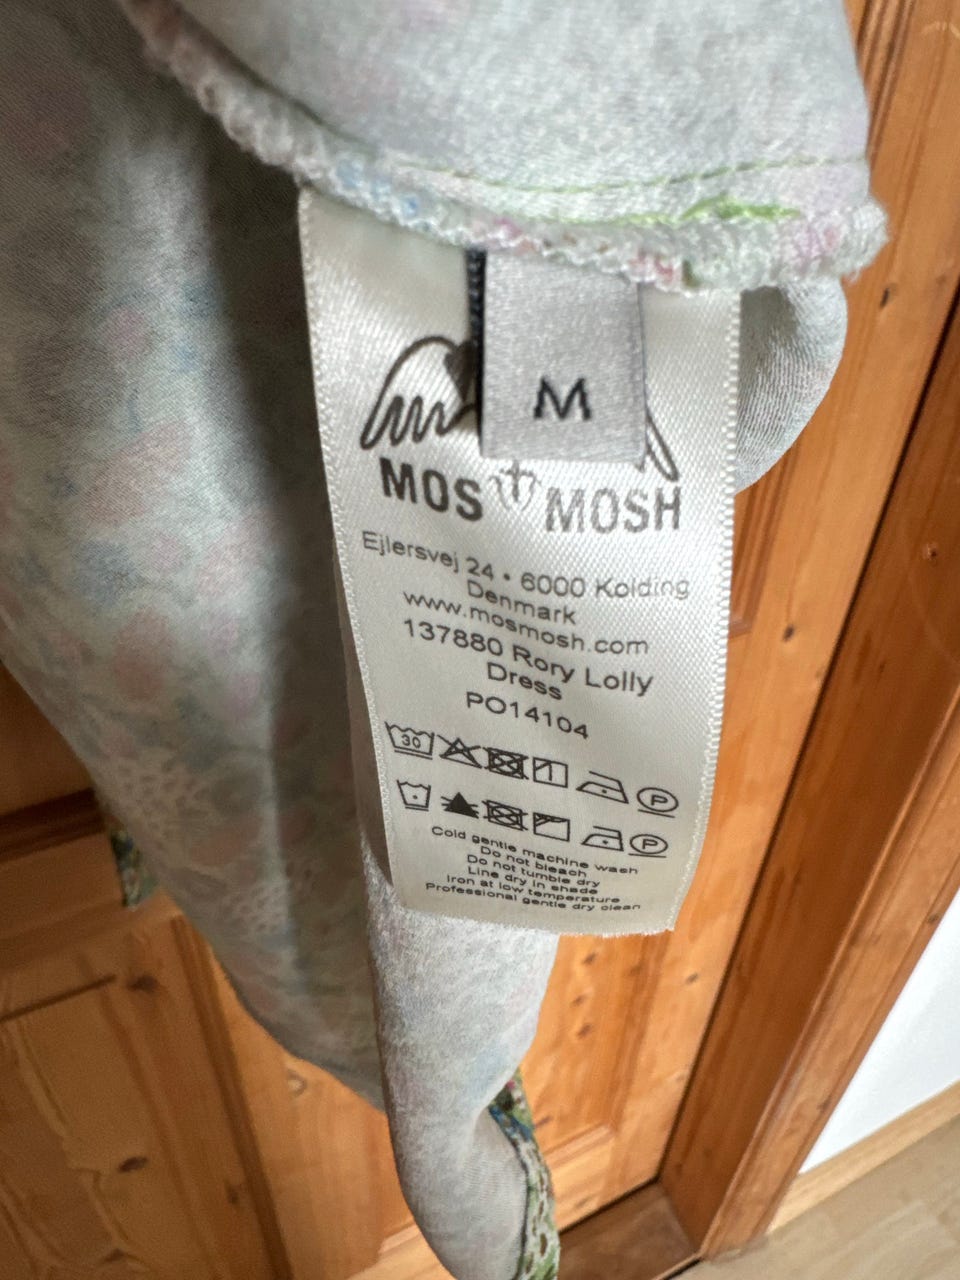 M
MOS MOSH
Ejlersvej 24 • 6000 Kolding
Denmark
www.mosmosh.com
137880 Rory Lolly
Dress
PO14104
30 P
P
Cold gentle machine wash
Do not bleach
Do not tumble dry
Line dry in shade
Iron at low temperature
Professional gentle dry clean